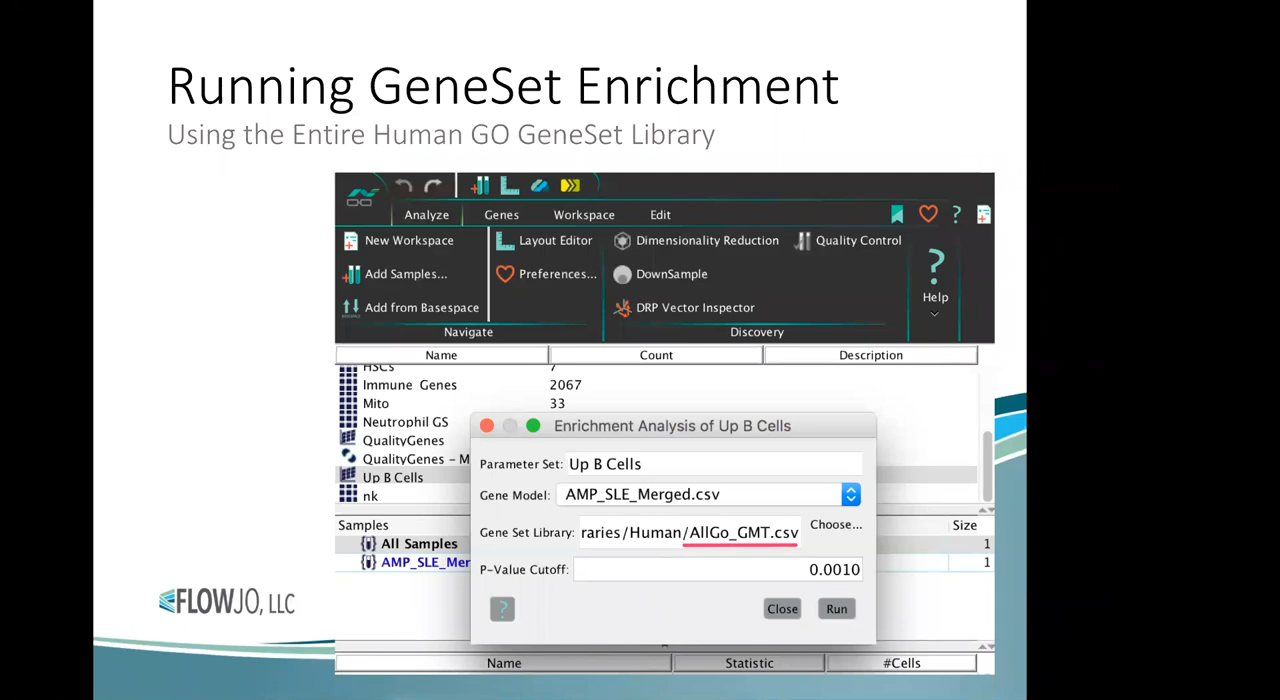 Running GeneSet Enrichment
Using the Entire Human GO GeneSet Library
Analyze Genes Workspace Edit
New Workspace Layout Editor Dimensionality Reduction Quality Control
Add Samples... Preferences... DownSample
Help
Add from Basespace DRP Vector Inspector
Navigate Discovery
Name Count Description
HSCs 7
Immune Genes 2067
Mito 33
Neutrophil GS
QualityGenes
QualityGenes - M
Up B Cells
nk
Enrichment Analysis of Up B Cells
Parameter Set: Up B Cells
Gene Model: AMP_SLE_Merged.csv
Gene Set Library: raries/Human/AllGo_GMT.csv Choose...
P-Value Cutoff: 0.0010
? Close Run
Samples Size
All Samples 1
AMP_SLE_Mer 1
FLOWJO, LLC
Name Statistic #Cells